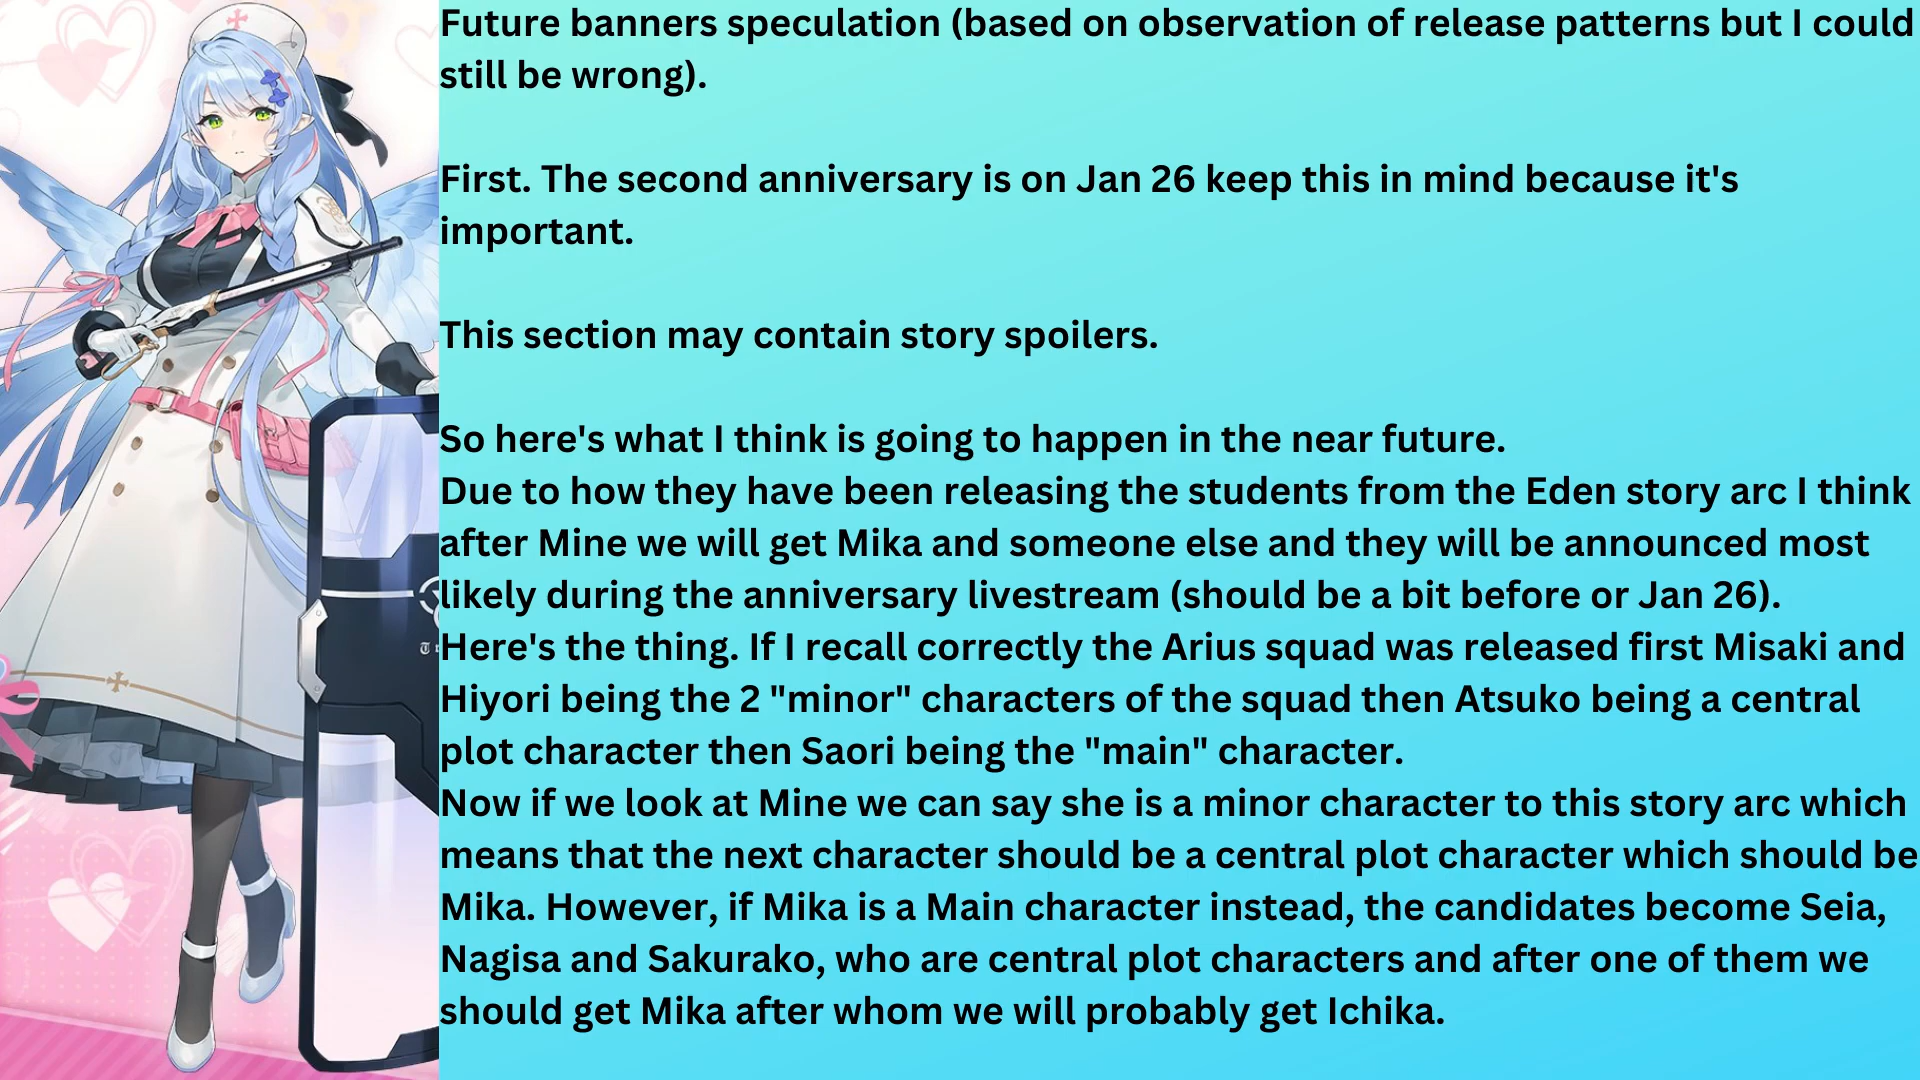 Future banners speculation (based on observation of release patterns but I could
still be wrong).
First. The second anniversary is on Jan 26 keep this in mind because it's
important.
This section may contain story spoilers.
So here's what I think is going to happen in the near future.
Due to how they have been releasing the students from the Eden story arc I think
after Mine we will get Mika and someone else and they will be announced most
likely during the anniversary livestream (should be a bit before or Jan 26).
Here's the thing. If I recall correctly the Arius squad was released first Misaki and
Hiyori being the 2 "minor" characters of the squad then Atsuko being a central
plot character then Saori being the "main" character.
Now if we look at Mine we can say she is a minor character to this story arc which
means that the next character should be a central plot character which should be
Mika. However, if Mika is a Main character instead, the candidates become Seia,
Nagisa and Sakurako, who are central plot characters and after one of them we
should get Mika after whom we will probably get Ichika.